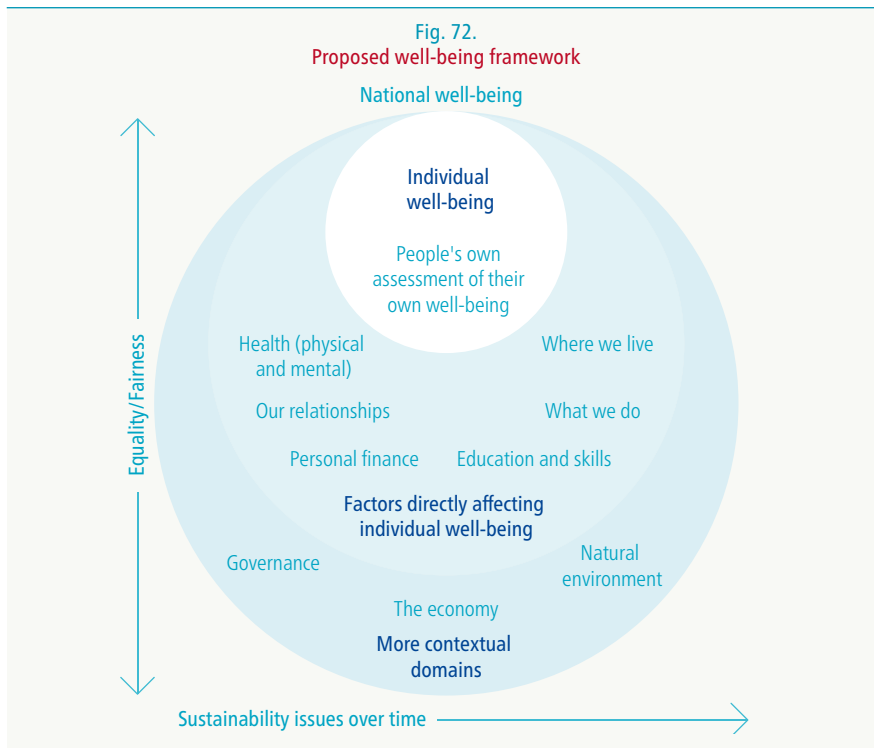 Fig. 72.
Proposed well-being framework
National well-being
Individual
well-being
People's own
assessment of their
own well-being
Health (physical
and mental)
Where we live
Our relationships
What we do
Personal finance
Education and skills
Factors directly affecting
individual well-being
Governance
Natural
environment
The economy
More contextual
domains
Equality/Fairness
Sustainability issues over time